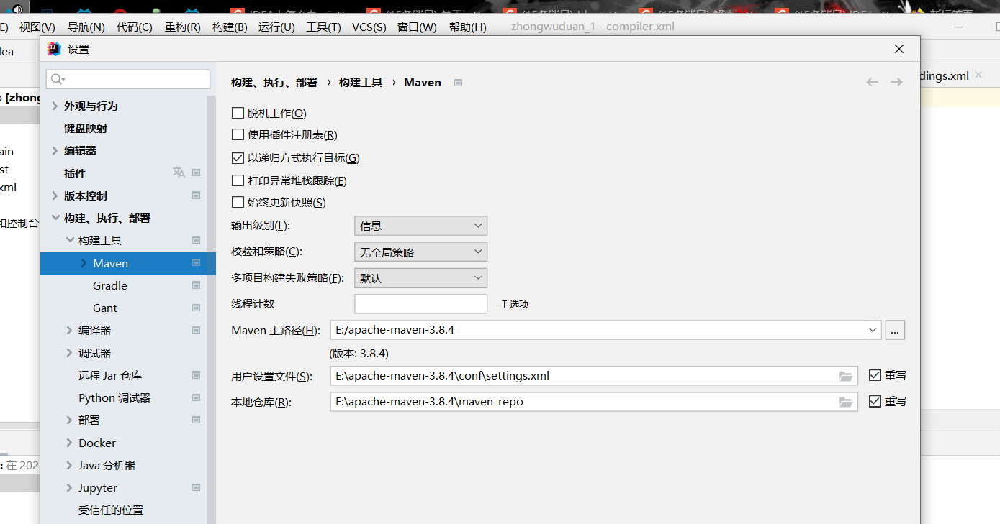 E) 视图(V) 导航(N) 代码(C) 重构(R) 构建(B) 运行(U) 工具(T) VCS(S) 窗口(W) 帮助(H) zhongwuduan_1 - compiler.xml
设置
构建、执行、部署 › 构建工具 › Maven
dings.xml
[zhong
外观与行为
键盘映射
编辑器
插件
版本控制
构建、执行、部署
构建工具
Maven
Gradle
Gant
编译器
调试器
远程 Jar 仓库
Python 调试器
部署
Docker
Java 分析器
Jupyter
受信任的位置
脱机工作(O)
使用插件注册表(R)
以递归方式执行目标(G)
打印异常堆栈跟踪(E)
始终更新快照(S)
输出级别(L): 信息
校验和策略(C): 无全局策略
多项目构建失败策略(F): 默认
线程计数 -T 选项
Maven 主路径(H): E:/apache-maven-3.8.4 ...
(版本: 3.8.4)
用户设置文件(S): E:\apache-maven-3.8.4\conf\settings.xml 重写
本地仓库(R): E:\apache-maven-3.8.4\maven_repo 重写
ain
st
xml
和控制台
: 在 202